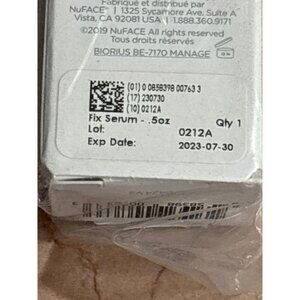 Fabriqué et distribué par
NuFACE | 1325 Sycamore Ave, Suite A
Vista, CA 92081 USA | 1.888.360.9171
©2019 NuFACE All Rights Reserved
Tous droits réservés
BIORIUS BE-7170 MANAGE
(01) 0 0858398 00763 3
(17) 230730
(10) 0212A
Fix Serum - .5oz Qty 1
Lot: 0212A
Exp Date: 2023-07-30